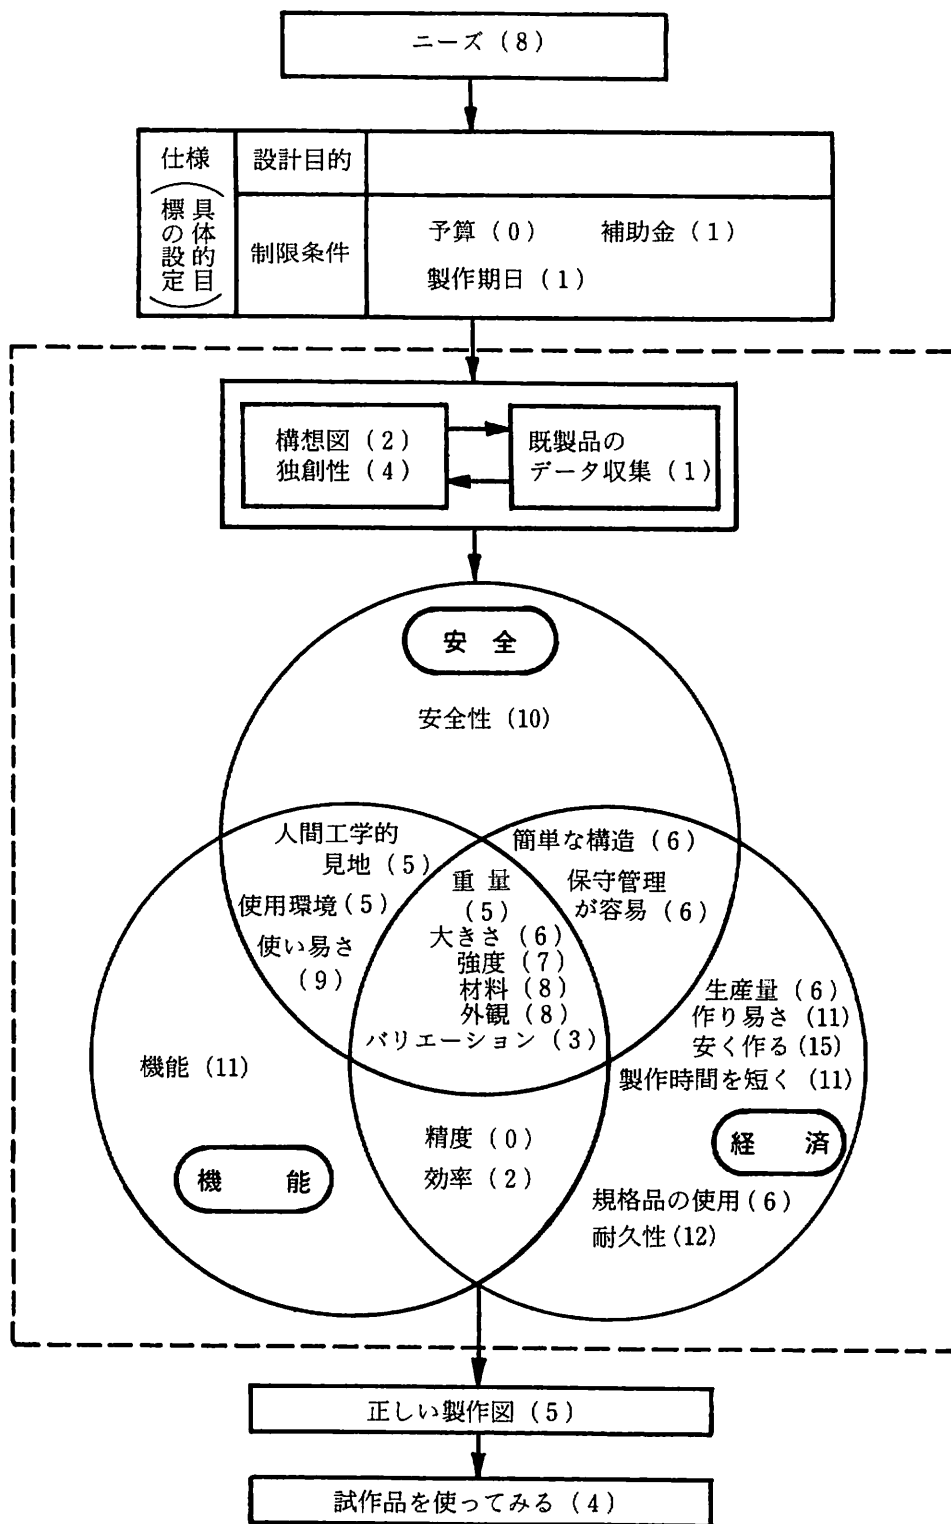 ニーズ (8)
仕様
(具体的目
標の設定)
設計目的
制限条件
予算 (0) 補助金 (1)
製作期日 (1)
構想図 (2)
独創性 (4)
既製品の
データ収集 (1)
安 全
安全性 (10)
人間工学的
見地 (5)
使用環境 (5)
使い易さ
(9)
簡単な構造 (6)
保守管理
が容易 (6)
重 量
(5)
大きさ (6)
強度 (7)
材料 (8)
外観 (8)
バリエーション (3)
機能 (11)
機 能
生産量 (6)
作り易さ (11)
安く作る (15)
製作時間を短く (11)
経 済
規格品の使用 (6)
耐久性 (12)
精度 (0)
効率 (2)
正しい製作図 (5)
試作品を使ってみる (4)